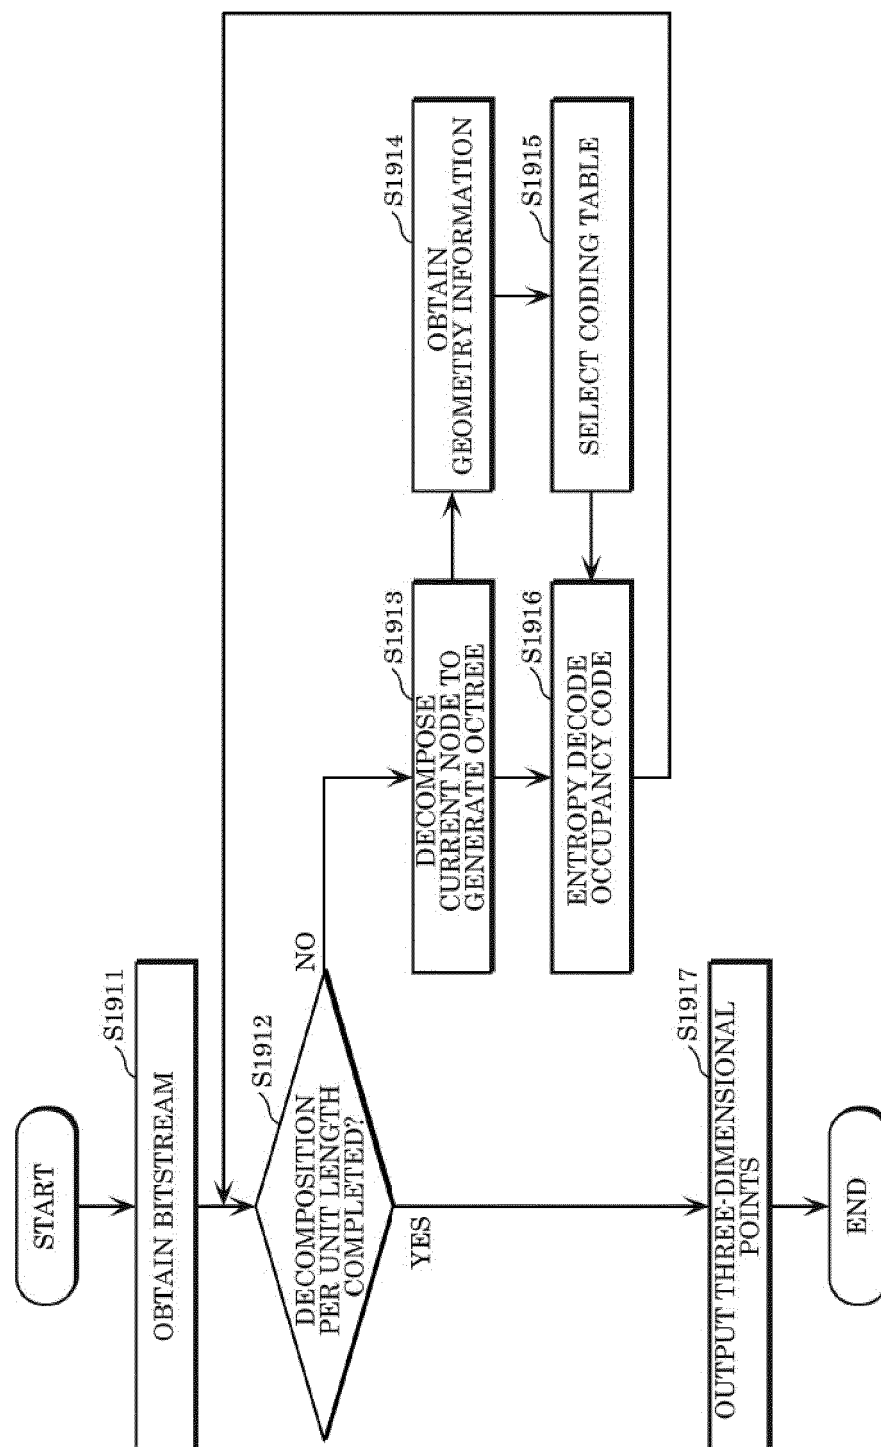 START
S1911
OBTAIN BITSTREAM
S1912
DECOMPOSITION
PER UNIT LENGTH
COMPLETED?
NO
YES
S1913
DECOMPOSE
CURRENT NODE TO
GENERATE OCTREE
S1914
OBTAIN
GEOMETRY INFORMATION
S1915
SELECT CODING TABLE
S1916
ENTROPY DECODE
OCCUPANCY CODE
S1917
OUTPUT THREE-DIMENSIONAL
POINTS
END